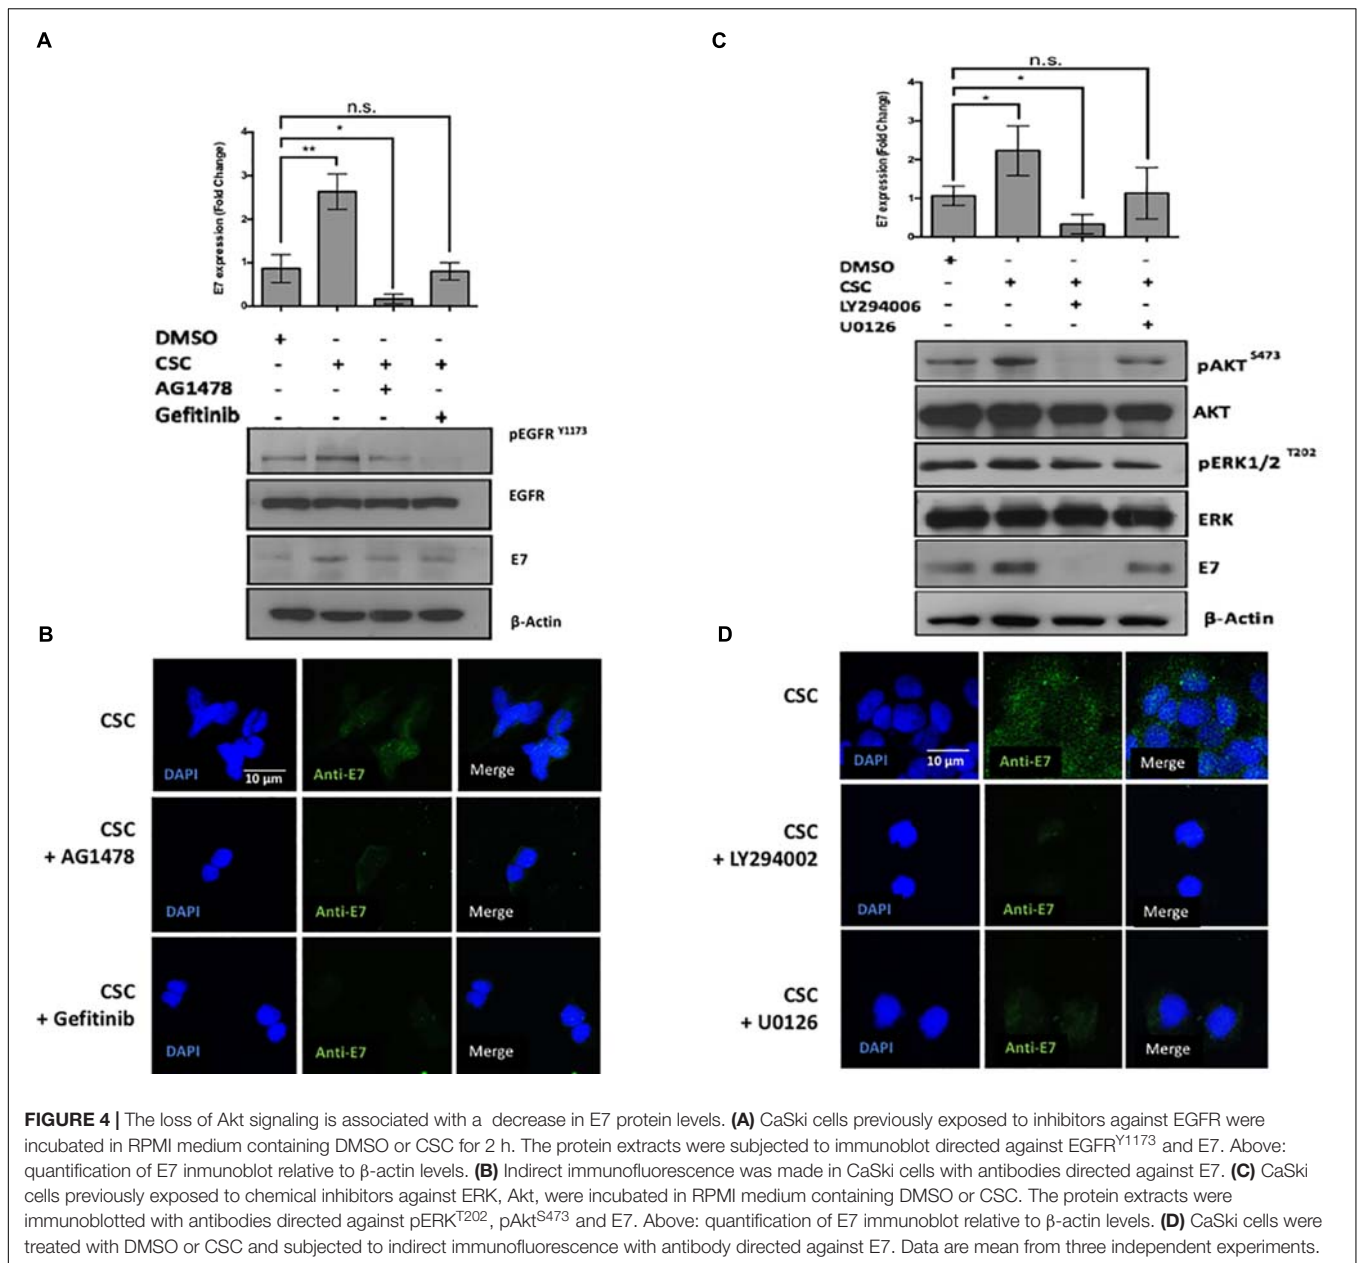 A
n.s.
*
**
E7 expression (Fold Change)
4
3
2
1
0
DMSO + - - -
CSC - + + +
AG1478 - - + -
Gefitinib - - - +
pEGFR Y1173
EGFR
E7
β-Actin
B
CSC
DAPI
10 µm
Anti-E7
Merge
CSC
+ AG1478
DAPI
Anti-E7
Merge
CSC
+ Gefitinib
DAPI
Anti-E7
Merge
C
n.s.
*
*
E7 expression (Fold Change)
4
3
2
1
0
DMSO + - - -
CSC - + + +
LY294006 - - + -
U0126 - - - +
pAKT S473
AKT
pERK1/2 T202
ERK
E7
β-Actin
D
CSC
DAPI
10 µm
Anti-E7
Merge
CSC
+ LY294002
DAPI
Anti-E7
Merge
CSC
+ U0126
DAPI
Anti-E7
Merge
FIGURE 4 | The loss of Akt signaling is associated with a decrease in E7 protein levels. (A) CaSki cells previously exposed to inhibitors against EGFR were
incubated in RPMI medium containing DMSO or CSC for 2 h. The protein extracts were subjected to immunoblot directed against EGFRY1173 and E7. Above:
quantification of E7 inmunoblot relative to β-actin levels. (B) Indirect immunofluorescence was made in CaSki cells with antibodies directed against E7. (C) CaSki
cells previously exposed to chemical inhibitors against ERK, Akt, were incubated in RPMI medium containing DMSO or CSC. The protein extracts were
immunoblotted with antibodies directed against pERKT202, pAktS473 and E7. Above: quantification of E7 immunoblot relative to β-actin levels. (D) CaSki cells were
treated with DMSO or CSC and subjected to indirect immunofluorescence with antibody directed against E7. Data are mean from three independent experiments.